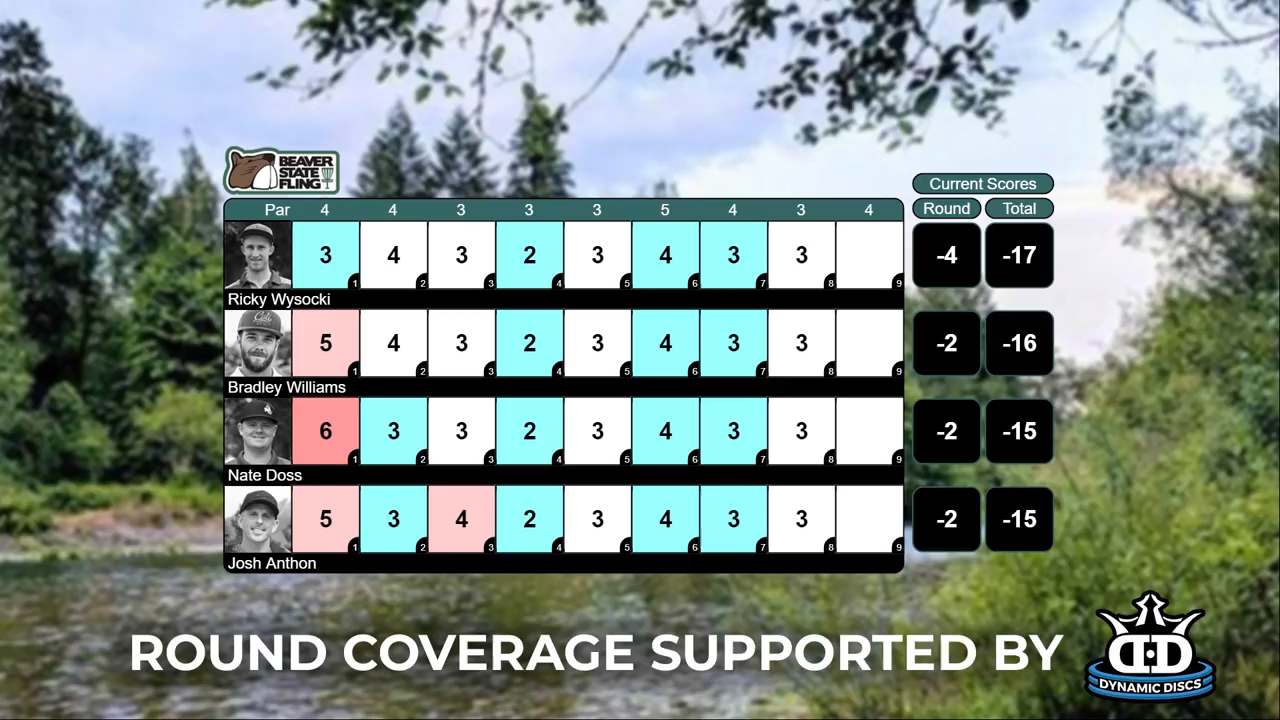 BEAVER
STATE
FLING
Current Scores
Par 4 4 3 3 3 5 4 3 4 Round Total
3 4 3 2 3 4 3 3 -4 -17
1 2 3 4 5 6 7 8 9
Ricky Wysocki
5 4 3 2 3 4 3 3 -2 -16
1 2 3 4 5 6 7 8 9
Bradley Williams
6 3 3 2 3 4 3 3 -2 -15
1 2 3 4 5 6 7 8 9
Nate Doss
5 3 4 2 3 4 3 3 -2 -15
1 2 3 4 5 6 7 8 9
Josh Anthon
ROUND COVERAGE SUPPORTED BY
DD
DYNAMIC DISCS